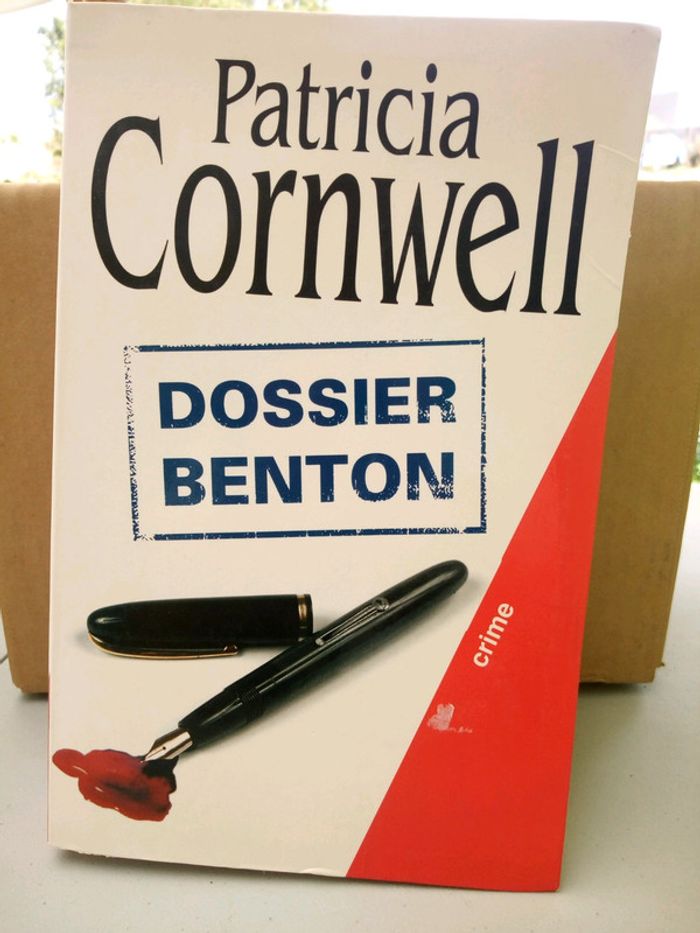 Patricia
Cornwell
DOSSIER
BENTON
crime